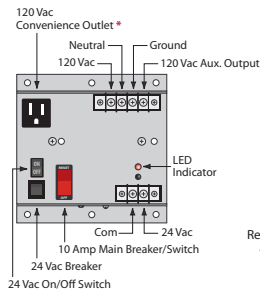 120 Vac
Convenience Outlet *
Neutral
Ground
120 Vac
120 Vac Aux. Output
ON
OFF
RESET
OFF
LED
Indicator
Com
24 Vac
10 Amp Main Breaker/Switch
Re
24 Vac Breaker
24 Vac On/Off Switch